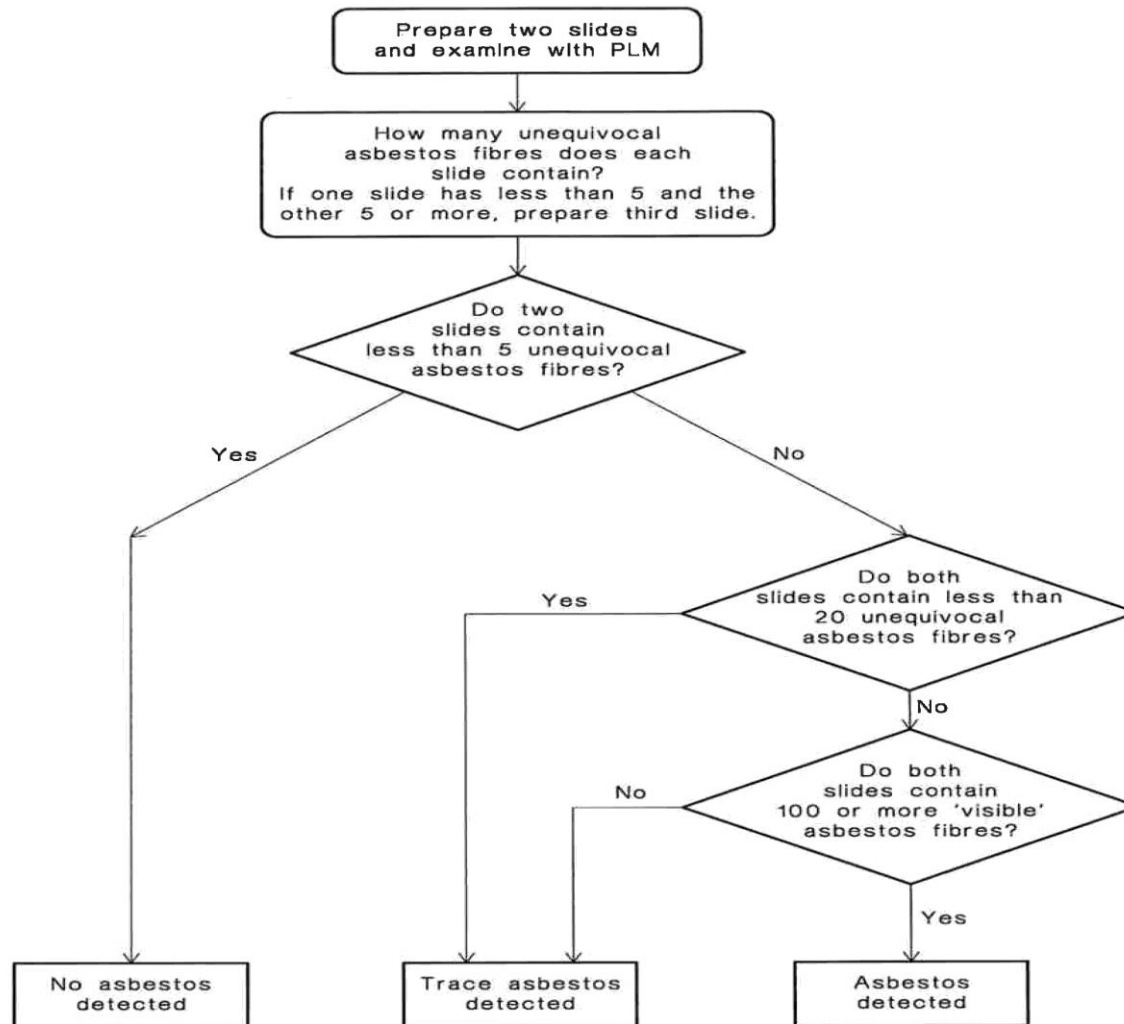 Prepare two slides
and examine with PLM
How many unequivocal
asbestos fibres does each
slide contain?
If one slide has less than 5 and the
other 5 or more, prepare third slide.
Do two
slides contain
less than 5 unequivocal
asbestos fibres?
Yes
No
Do both
slides contain less than
20 unequivocal
asbestos fibres?
Yes
No
Do both
slides contain
100 or more 'visible'
asbestos fibres?
No
Yes
No asbestos
detected
Trace asbestos
detected
Asbestos
detected